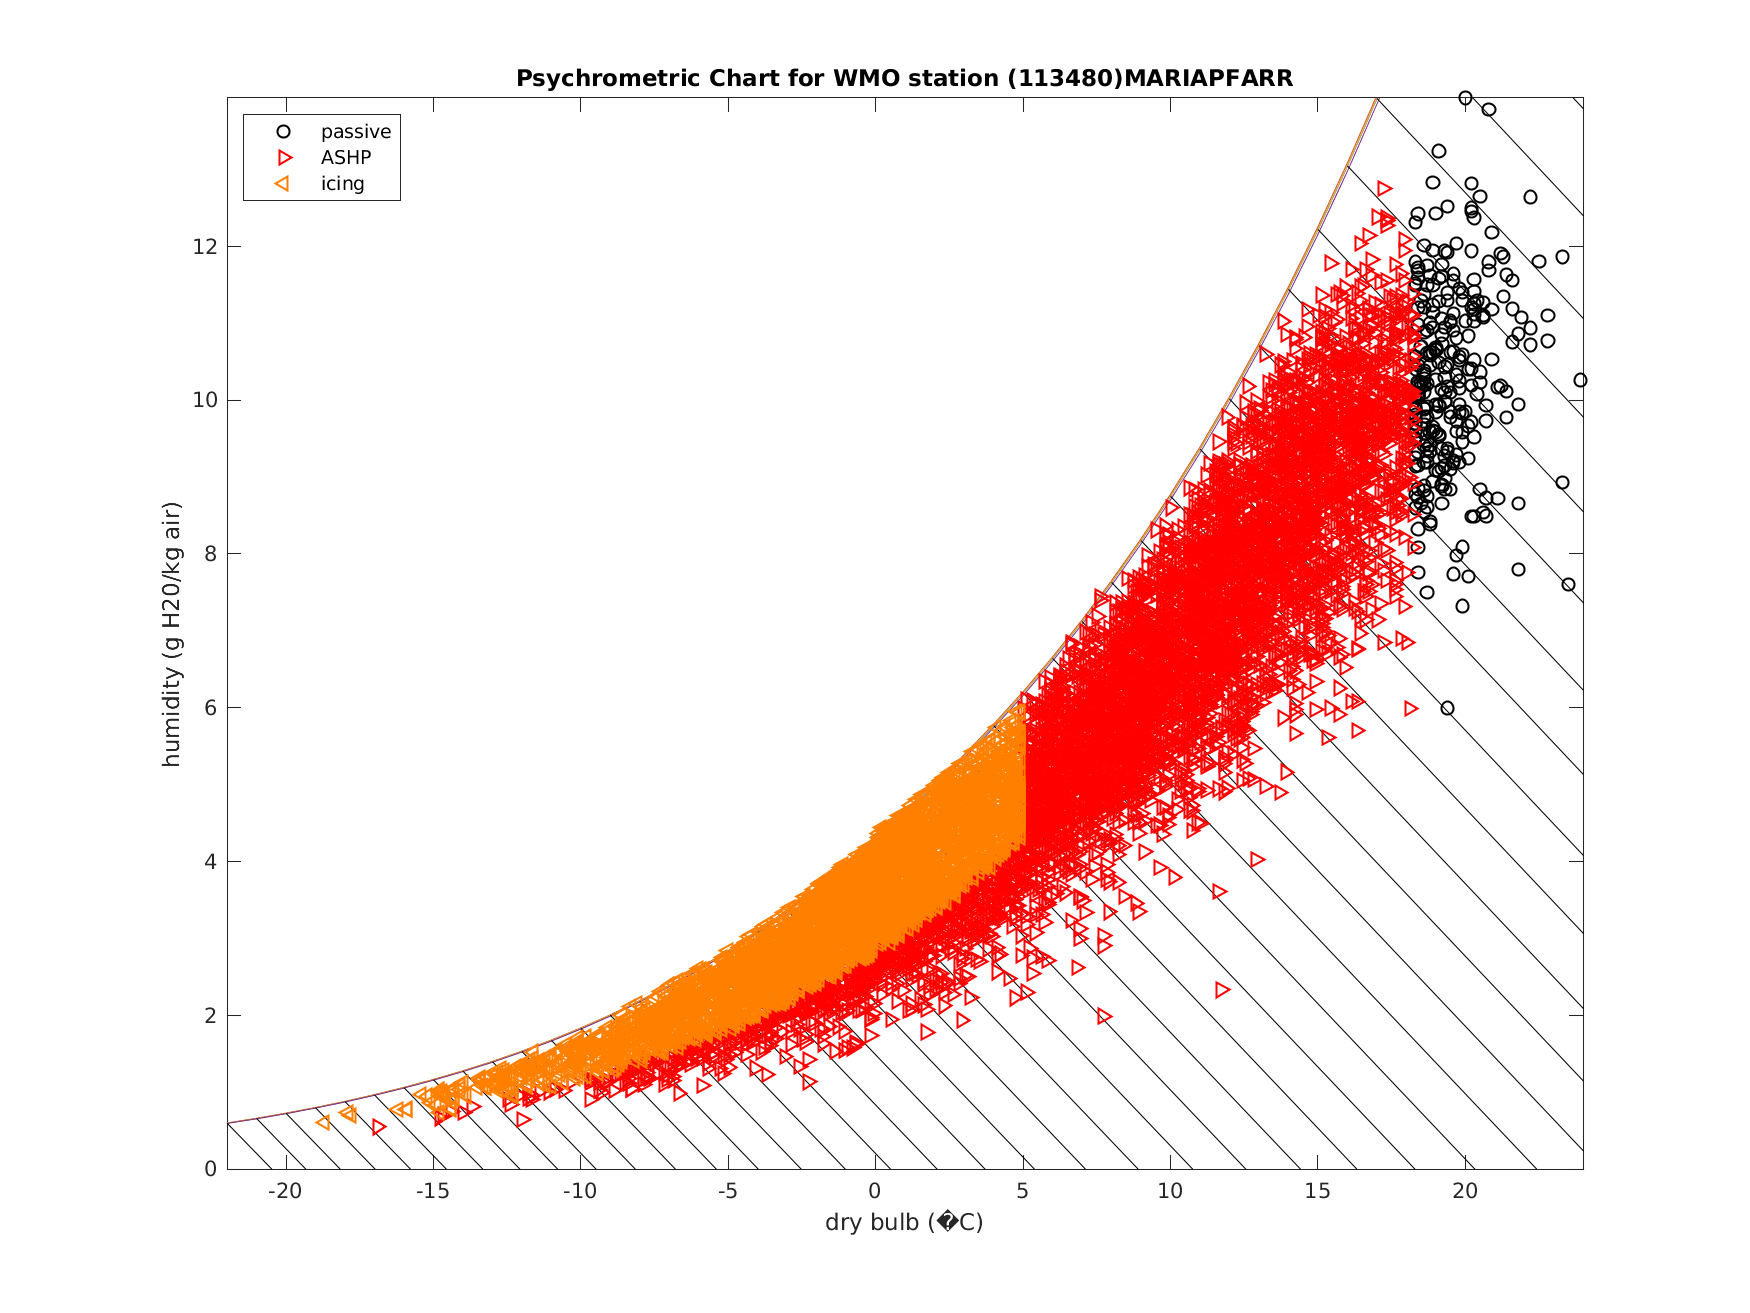 Psychrometric Chart for WMO station (113480)MARIAPFARR
passive
ASHP
icing
12
10
8
6
4
2
0
humidity (g H20/kg air)
-20 -15 -10 -5 0 5 10 15 20
dry bulb (�C)